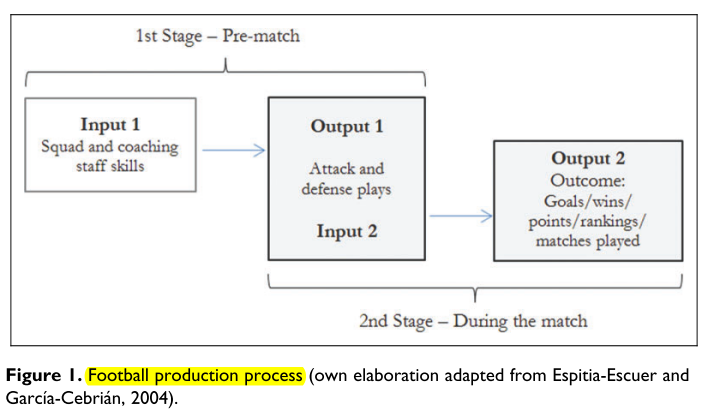 1st Stage – Pre-match
Input 1
Squad and coaching
staff skills
Output 1
Attack and
defense plays
Input 2
Output 2
Outcome:
Goals/wins/
points/rankings/
matches played
2nd Stage – During the match
Figure 1. Football production process (own elaboration adapted from Espitia-Escuer and
García-Cebrián, 2004).